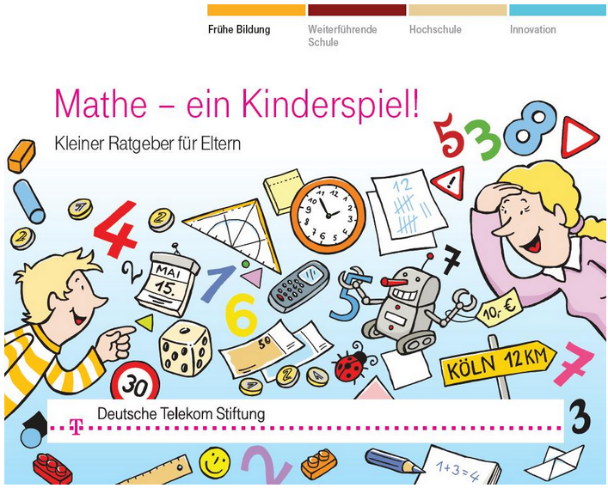 Frühe Bildung
Weiterführende
Schule
Hochschule
Innovation
Mathe – ein Kinderspiel!
Kleiner Ratgeber für Eltern
5 3 8
12
4
2
MAI
15.
1
6
7
5
10,- €
50
KÖLN 12 KM
7
30
T Deutsche Telekom Stiftung
3
2
1+3=4